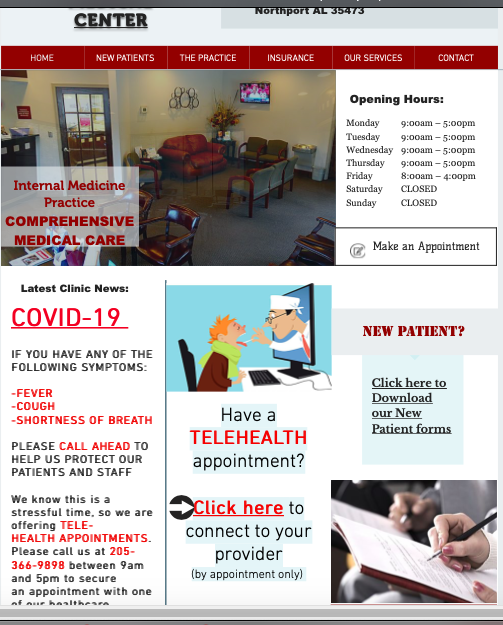 CENTER
Northport AL 35473
HOME NEW PATIENTS THE PRACTICE INSURANCE OUR SERVICES CONTACT
Internal Medicine
Practice
COMPREHENSIVE
MEDICAL CARE
Opening Hours:
Monday 9:00am – 5:00pm
Tuesday 9:00am – 5:00pm
Wednesday 9:00am – 5:00pm
Thursday 9:00am – 5:00pm
Friday 8:00am – 4:00pm
Saturday CLOSED
Sunday CLOSED
Make an Appointment
Latest Clinic News:
COVID-19
IF YOU HAVE ANY OF THE
FOLLOWING SYMPTOMS:
-FEVER
-COUGH
-SHORTNESS OF BREATH
PLEASE CALL AHEAD TO
HELP US PROTECT OUR
PATIENTS AND STAFF
We know this is a
stressful time, so we are
offering TELE-
HEALTH APPOINTMENTS.
Please call us at 205-
366-9898 between 9am
and 5pm to secure
an appointment with one
of our healthcare
Have a
TELEHEALTH
appointment?
Click here to
connect to your
provider
(by appointment only)
NEW PATIENT?
Click here to
Download
our New
Patient forms